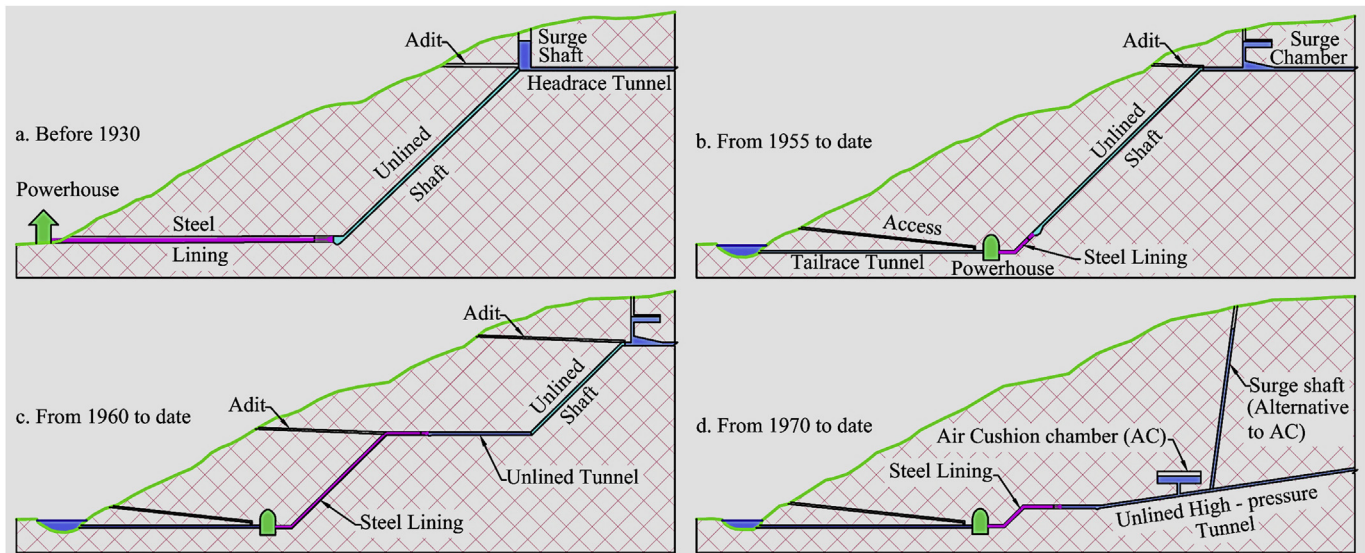 Adit
Surge
Shaft
Headrace Tunnel
a. Before 1930
Unlined
Shaft
Powerhouse
Steel
Lining
Adit
Surge
Chamber
b. From 1955 to date
Unlined
Shaft
Access
Tailrace Tunnel
Powerhouse
Steel Lining
Adit
Unlined
Shaft
c. From 1960 to date
Adit
Unlined Tunnel
Steel Lining
d. From 1970 to date
Surge shaft
(Alternative
to AC)
Air Cushion chamber (AC)
Steel Lining
Unlined High - pressure
Tunnel